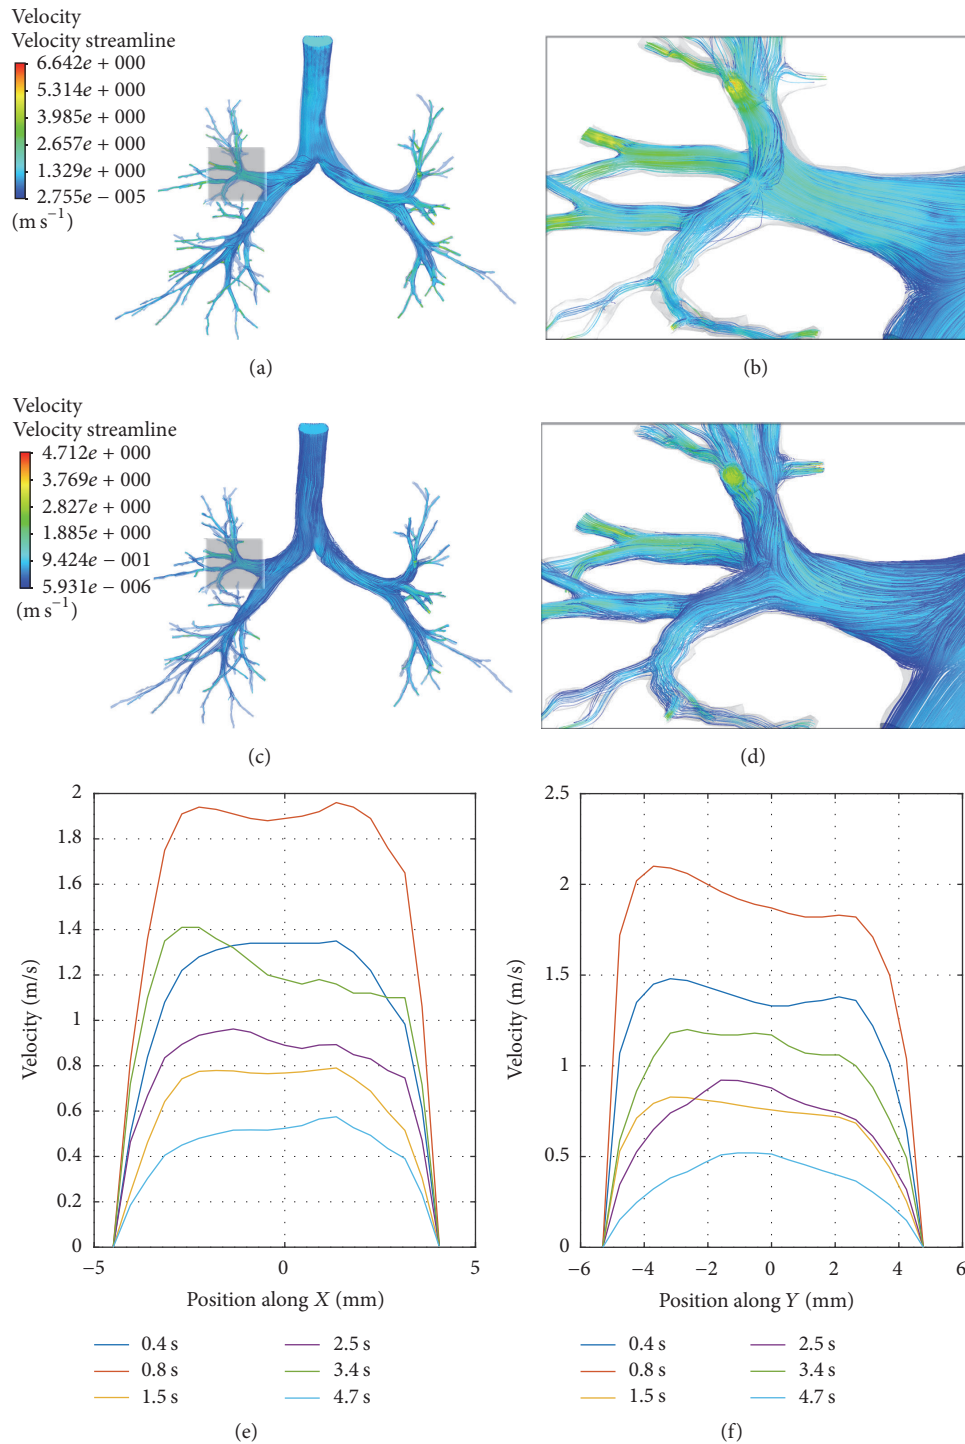 Velocity
Velocity streamline
6.642e + 000
5.314e + 000
3.985e + 000
2.657e + 000
1.329e + 000
2.755e − 005
(m s−1)
(a)
(b)
Velocity
Velocity streamline
4.712e + 000
3.769e + 000
2.827e + 000
1.885e + 000
9.424e − 001
5.931e − 006
(m s−1)
(c)
(d)
2
1.8
1.6
1.4
1.2
1
0.8
0.6
0.4
0.2
0
Velocity (m/s)
−5
0
5
Position along X (mm)
0.4 s
0.8 s
1.5 s
2.5 s
3.4 s
4.7 s
(e)
2.5
2
1.5
1
0.5
0
Velocity (m/s)
−6
−4
−2
0
2
4
6
Position along Y (mm)
0.4 s
0.8 s
1.5 s
2.5 s
3.4 s
4.7 s
(f)